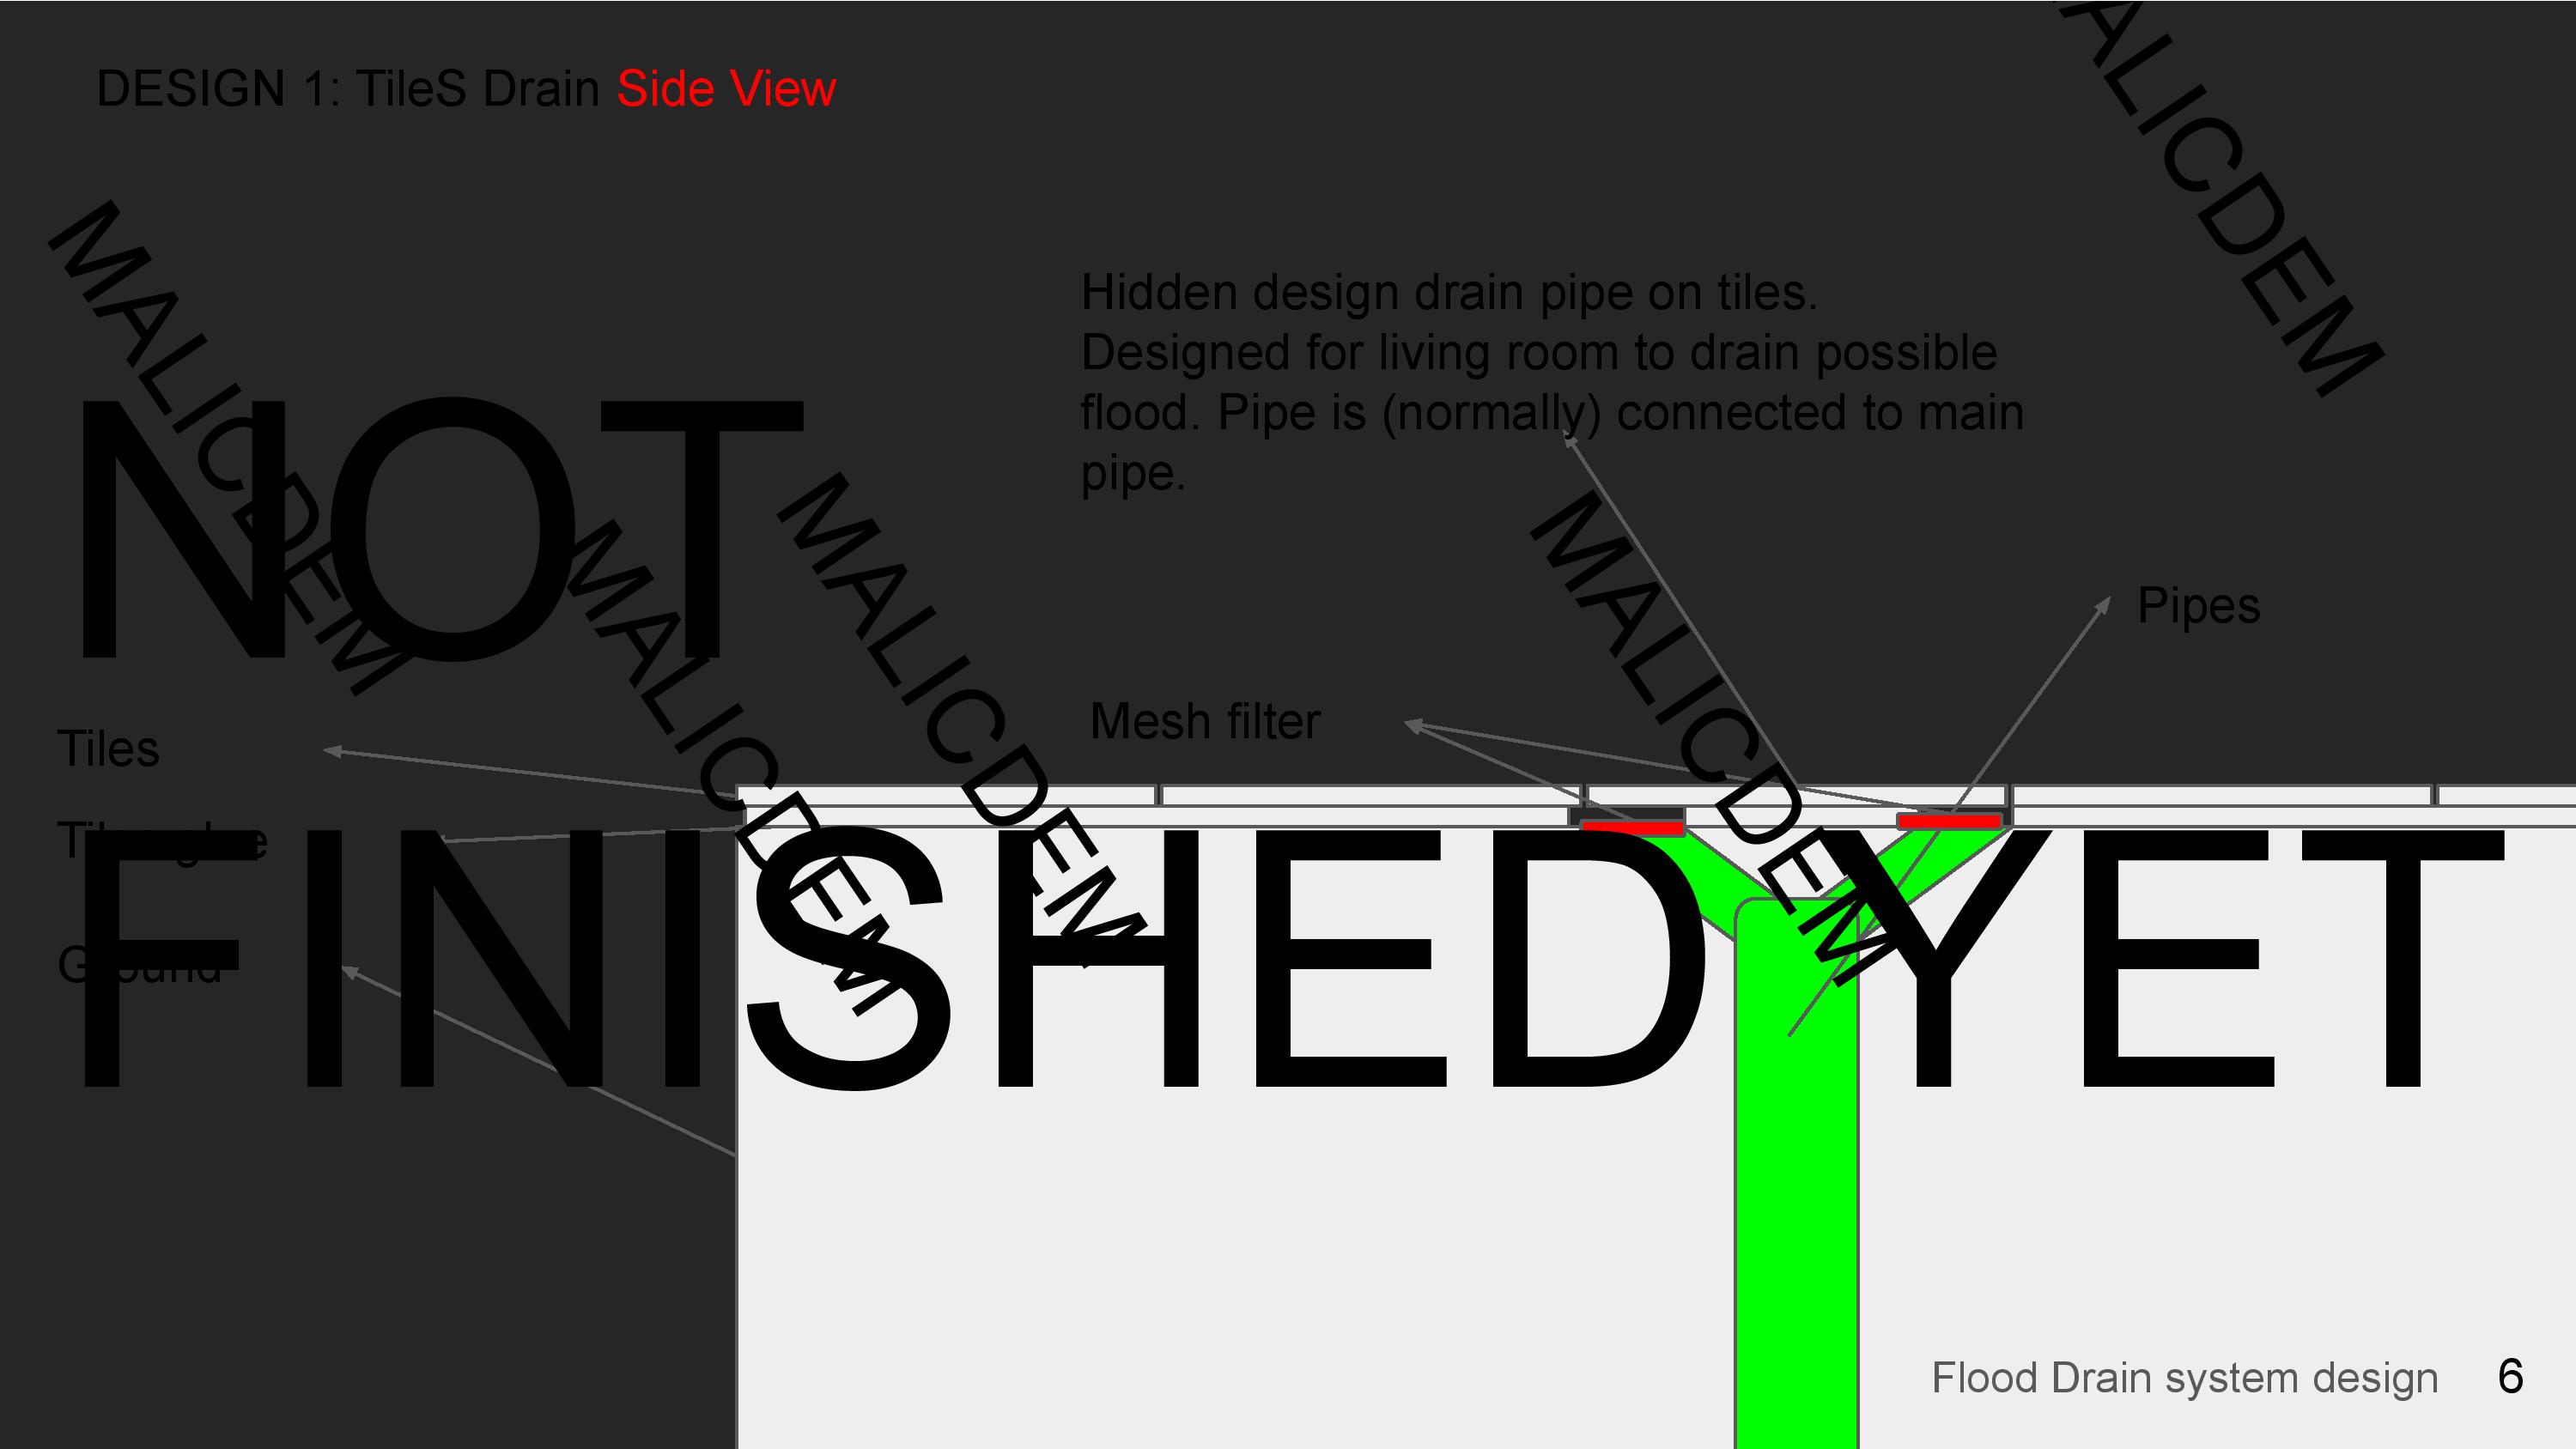 DESIGN 1: TileS Drain Side View
MALICDEM
MALICDEM
Hidden design drain pipe on tiles.
Designed for living room to drain possible
flood. Pipe is (normally) connected to main
pipe.
NOT
MALICDEM
MALICDEM
MALICDEM
Pipes
Mesh filter
Tiles
Ground
FINISHED YET
Flood Drain system design 6